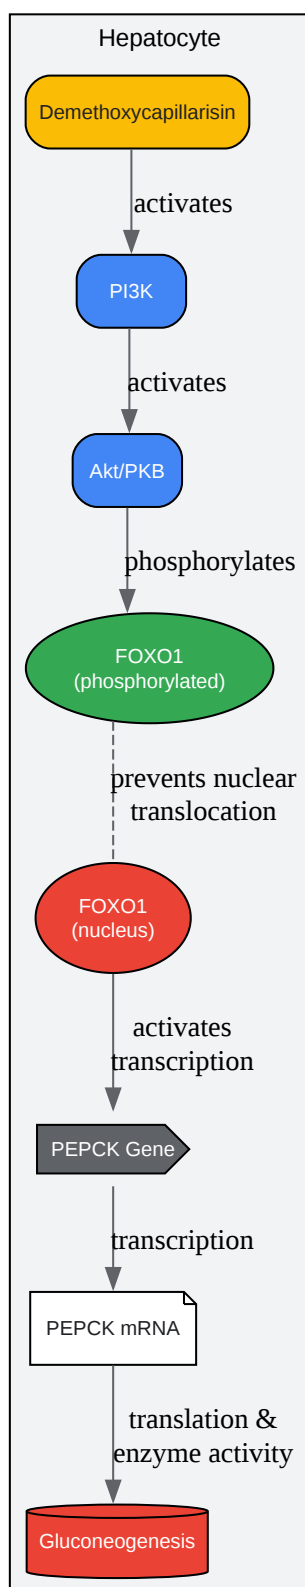 Hepatocyte
Demethoxycapillarisin
activates
PI3K
activates
Akt/PKB
phosphorylates
FOXO1
(phosphorylated)
prevents nuclear
translocation
FOXO1
(nucleus)
activates
transcription
PEPCK Gene
transcription
PEPCK mRNA
translation &
enzyme activity
Gluconeogenesis